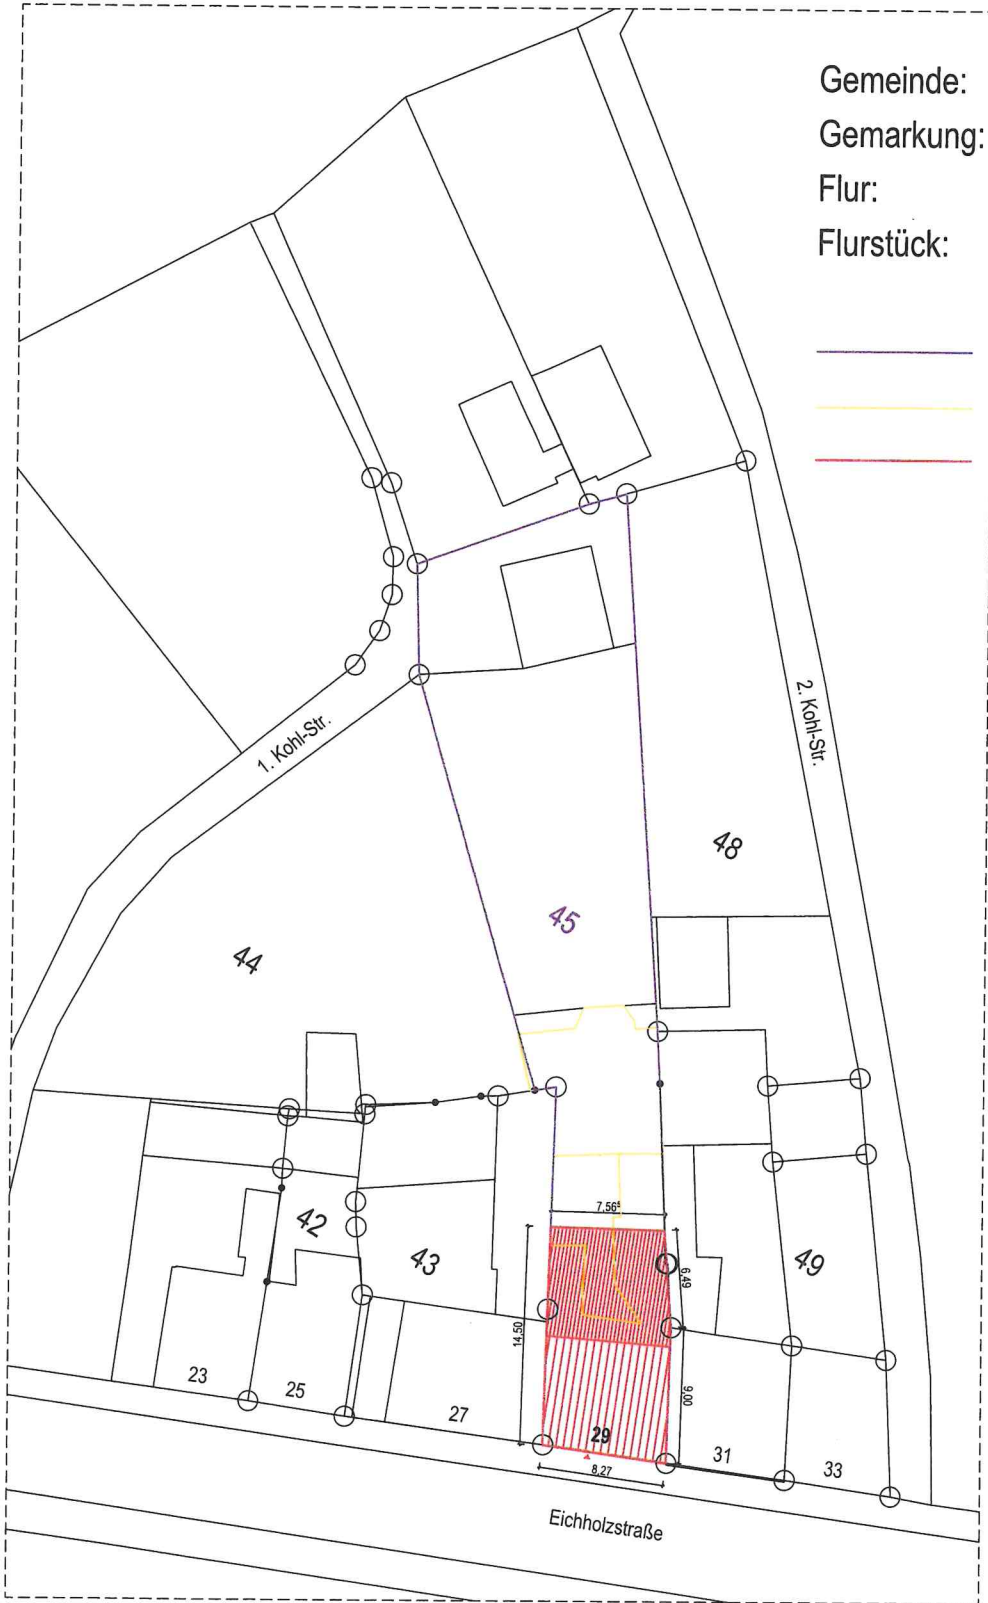 Gemeinde:
Gemarkung:
Flur:
Flurstück:
1. Kohl-Str.
2. Kohl-Str.
48
45
44
7,56⁵
42
43
49
6,49
14,50
9,00
23
25
27
29
31
33
8,27
Eichholzstraße